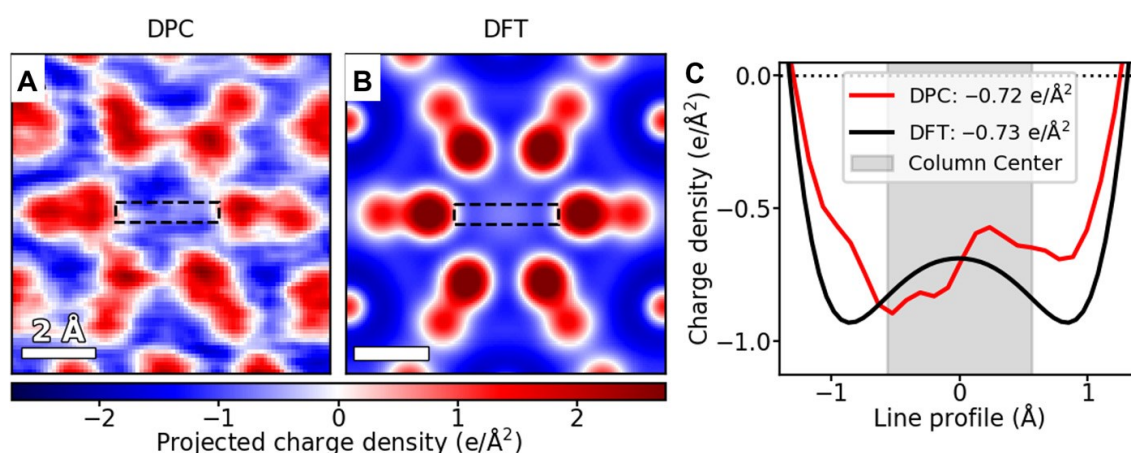 DPC
DFT
A
B
2 Å
−2 −1 0 1 2
Projected charge density (e/Å²)
C
Charge density (e/Å²)
0.0
−0.5
−1.0
DPC: −0.72 e/Å²
DFT: −0.73 e/Å²
Column Center
−1 0 1
Line profile (Å)